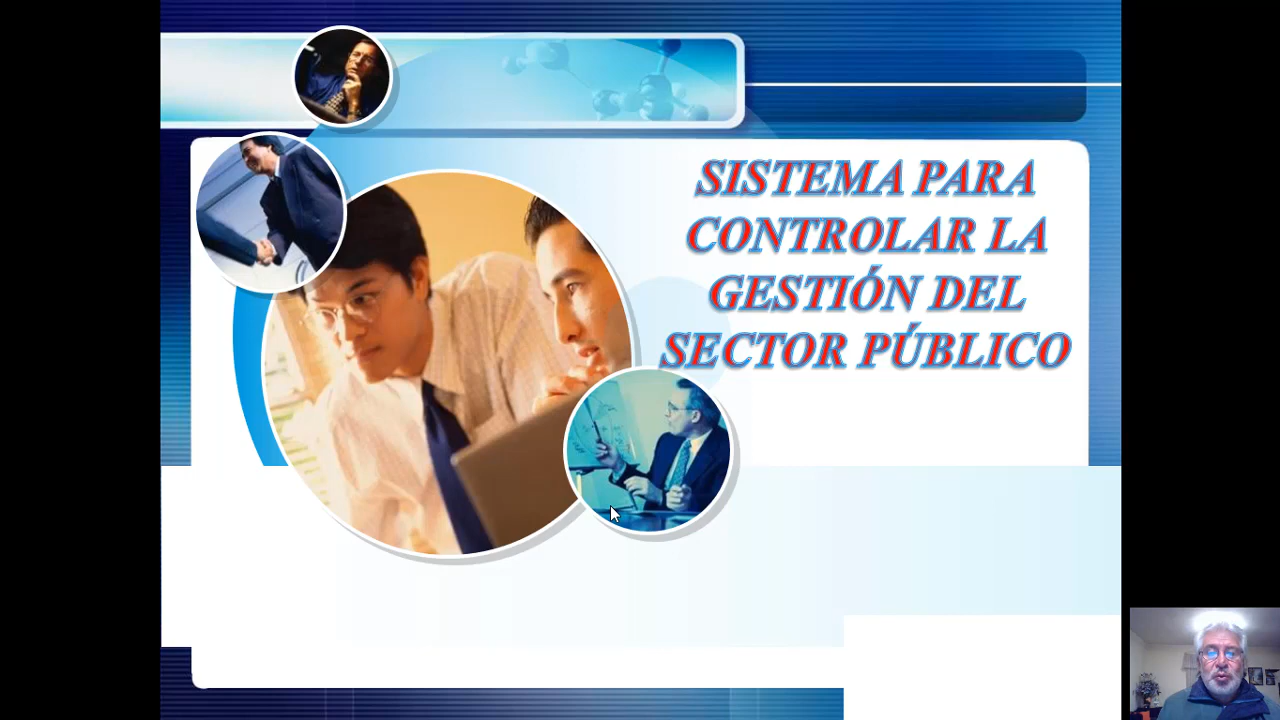 SISTEMA PARA
CONTROLAR LA
GESTIÓN DEL
SECTOR PÚBLICO